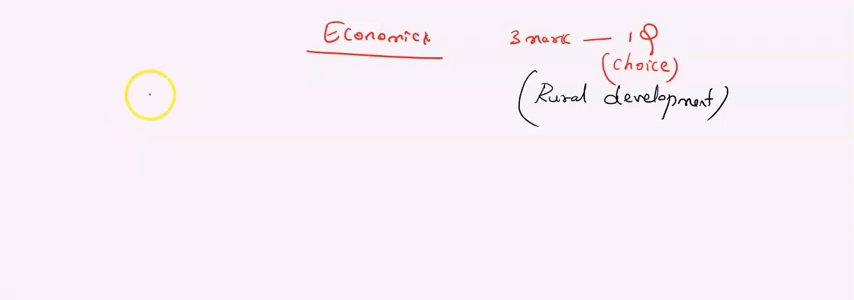 Economics 3 mark — 1 Q
(choice)
(Rural development)